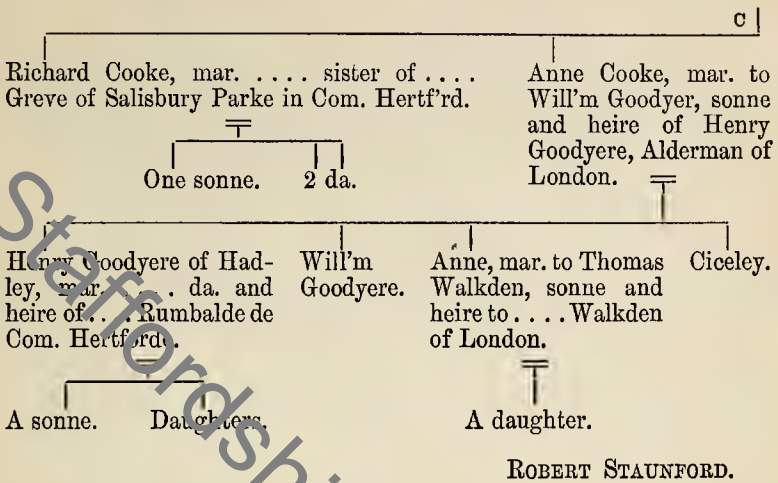 C
Richard Cooke, mar. .... sister of ....
Greve of Salisbury Parke in Com. Hertf'rd.
Anne Cooke, mar. to
Will'm Goodyer, sonne
and heire of Henry
Goodyere, Alderman of
London.
One sonne. 2 da.
Henry Goodyere of Had-
ley, mar. .... da. and
heire of .... Rumbalde de
Com. Hertforde.
Will'm
Goodyere.
Anne, mar. to Thomas
Walkden, sonne and
heire to .... Walkden
of London.
Ciceley.
A sonne. Daughters.
A daughter.
ROBERT STAUNFORD.